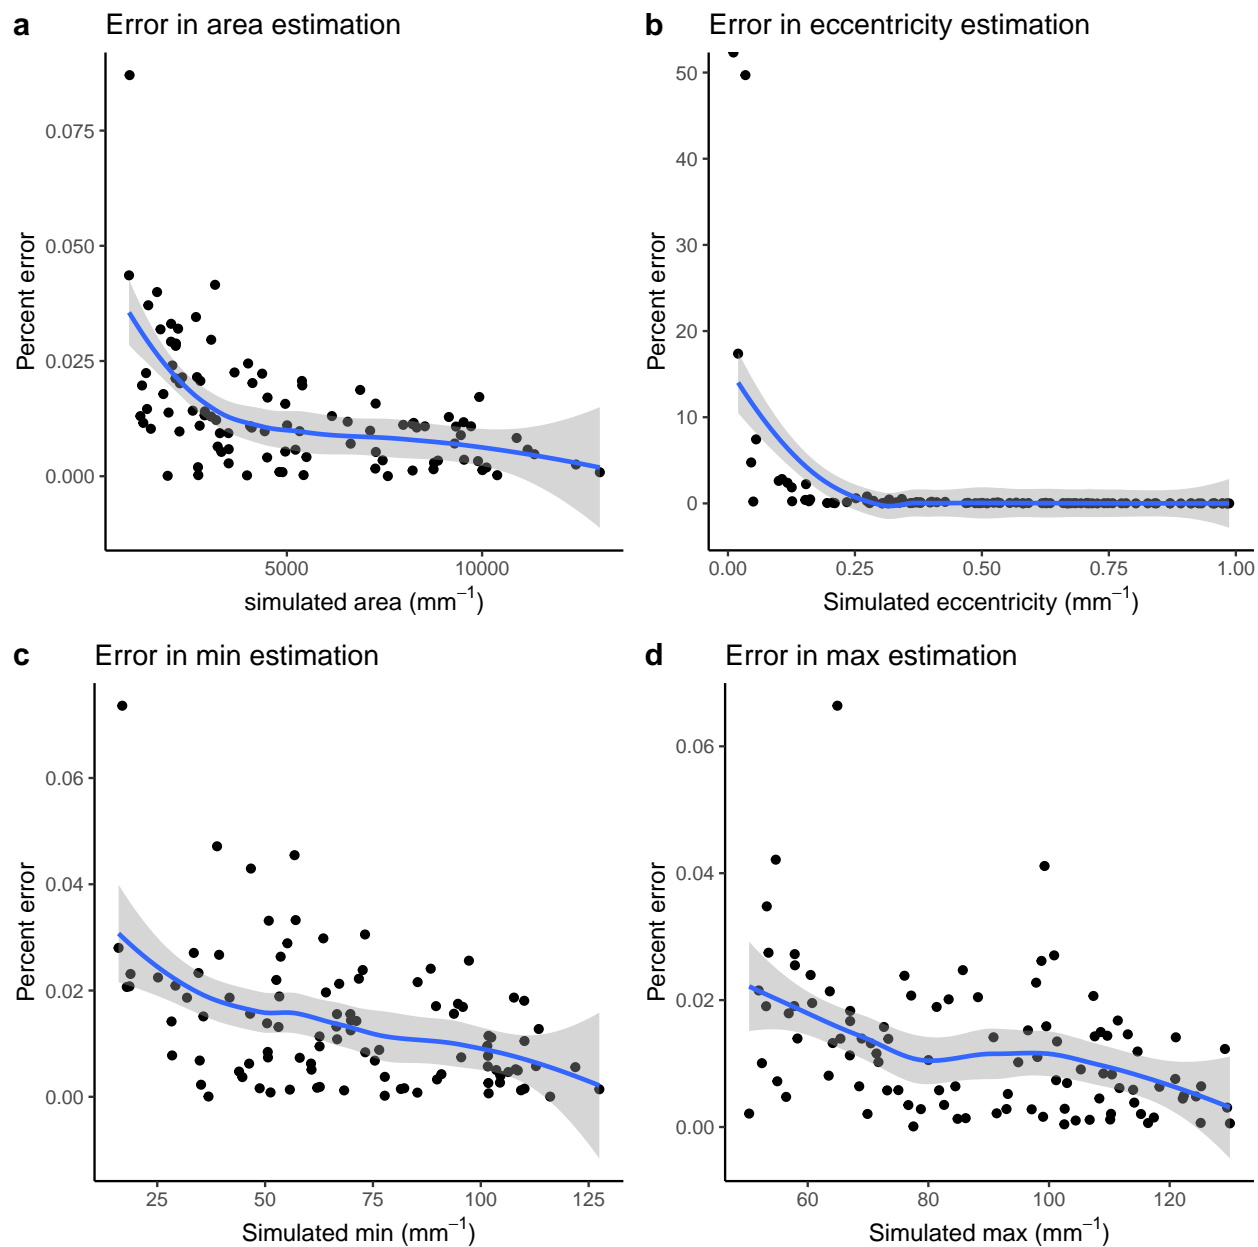 a Error in area estimation
Percent error
0.075
0.050
0.025
0.000
5000 10000
simulated area (mm−1)
b Error in eccentricity estimation
Percent error
50
40
30
20
10
0
0.00 0.25 0.50 0.75 1.00
Simulated eccentricity (mm−1)
c Error in min estimation
Percent error
0.06
0.04
0.02
0.00
25 50 75 100 125
Simulated min (mm−1)
d Error in max estimation
Percent error
0.06
0.04
0.02
0.00
60 80 100 120
Simulated max (mm−1)